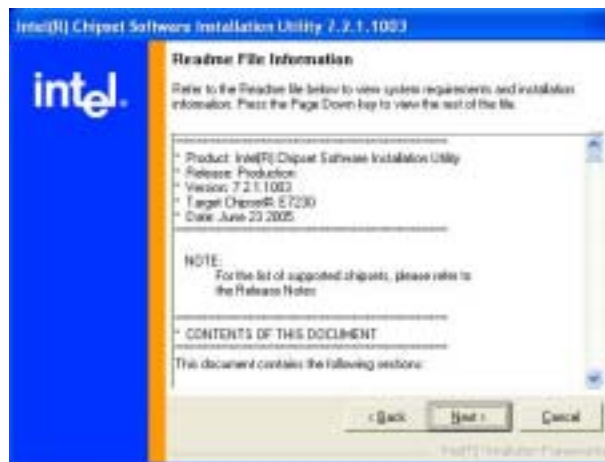 Intel(R) Chipset Software Installation Utility 7.2.1.1003
intel.
Readme File Information
Refer to the Readme file below to view system requirements and installation
information. Press the Page Down key to view the rest of the file.
************************************************************
* Product: Intel(R) Chipset Software Installation Utility
* Release: Production
* Version: 7.2.1.1003
* Target Chipset#: E7230
* Date: June 23 2005
************************************************************
NOTE:
For the list of supported chipsets, please refer to
the Release Notes
************************************************************
* CONTENTS OF THIS DOCUMENT
************************************************************
This document contains the following sections:
< Back
Next >
Cancel
Intel(R) Installation Framework